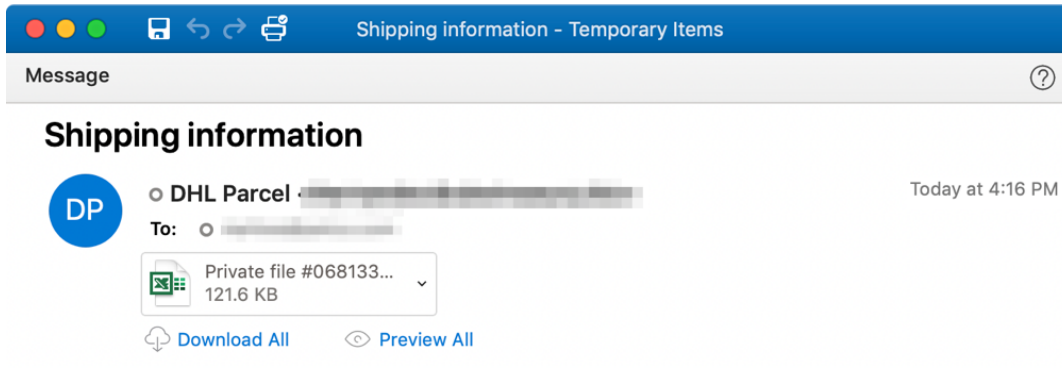 Shipping information - Temporary Items
Message
Shipping information
DP
DHL Parcel
Today at 4:16 PM
To:
Private file #068133...
121.6 KB
Download All
Preview All